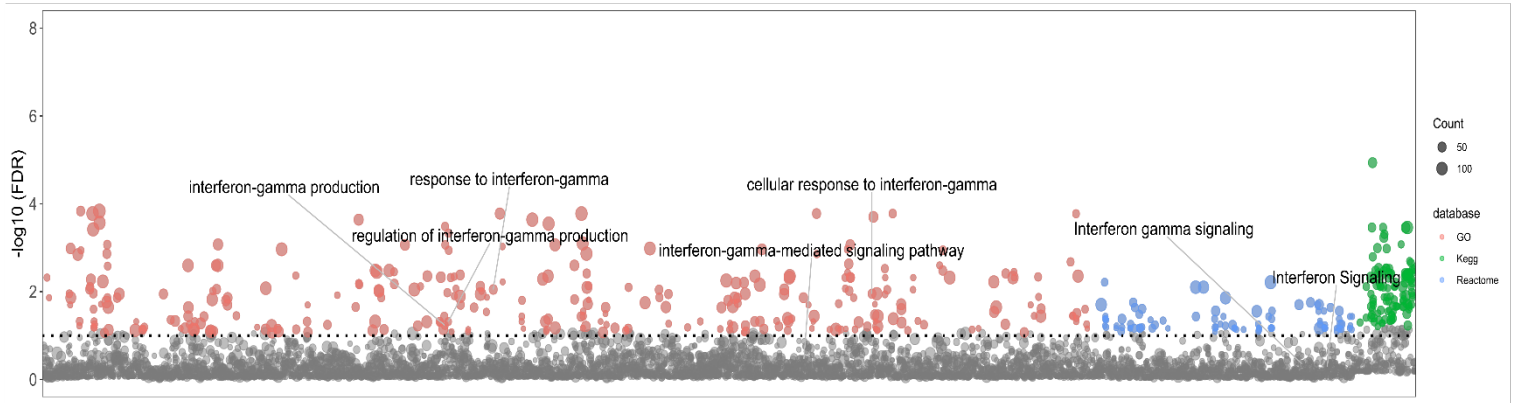 8
6
4
2
0
-log10 (FDR)
interferon-gamma production
response to interferon-gamma
regulation of interferon-gamma production
cellular response to interferon-gamma
interferon-gamma-mediated signaling pathway
Interferon gamma signaling
Interferon Signaling
Count
50
100
database
GO
Kegg
Reactome